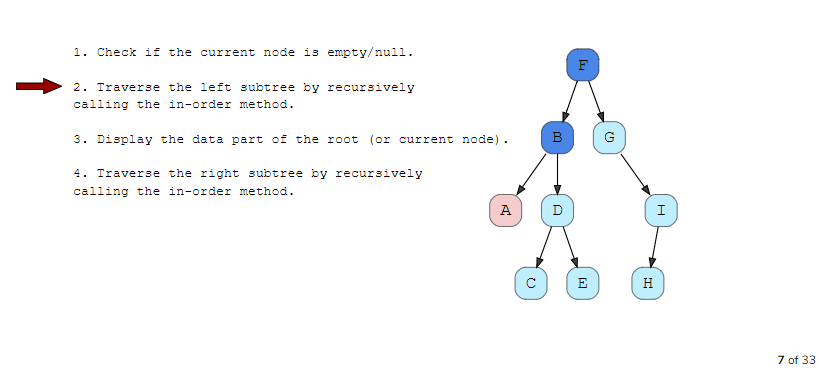 1. Check if the current node is empty/null.
2. Traverse the left subtree by recursively
calling the in-order method.
3. Display the data part of the root (or current node).
4. Traverse the right subtree by recursively
calling the in-order method.
F
B
G
A
D
I
C
E
H
7 of 33